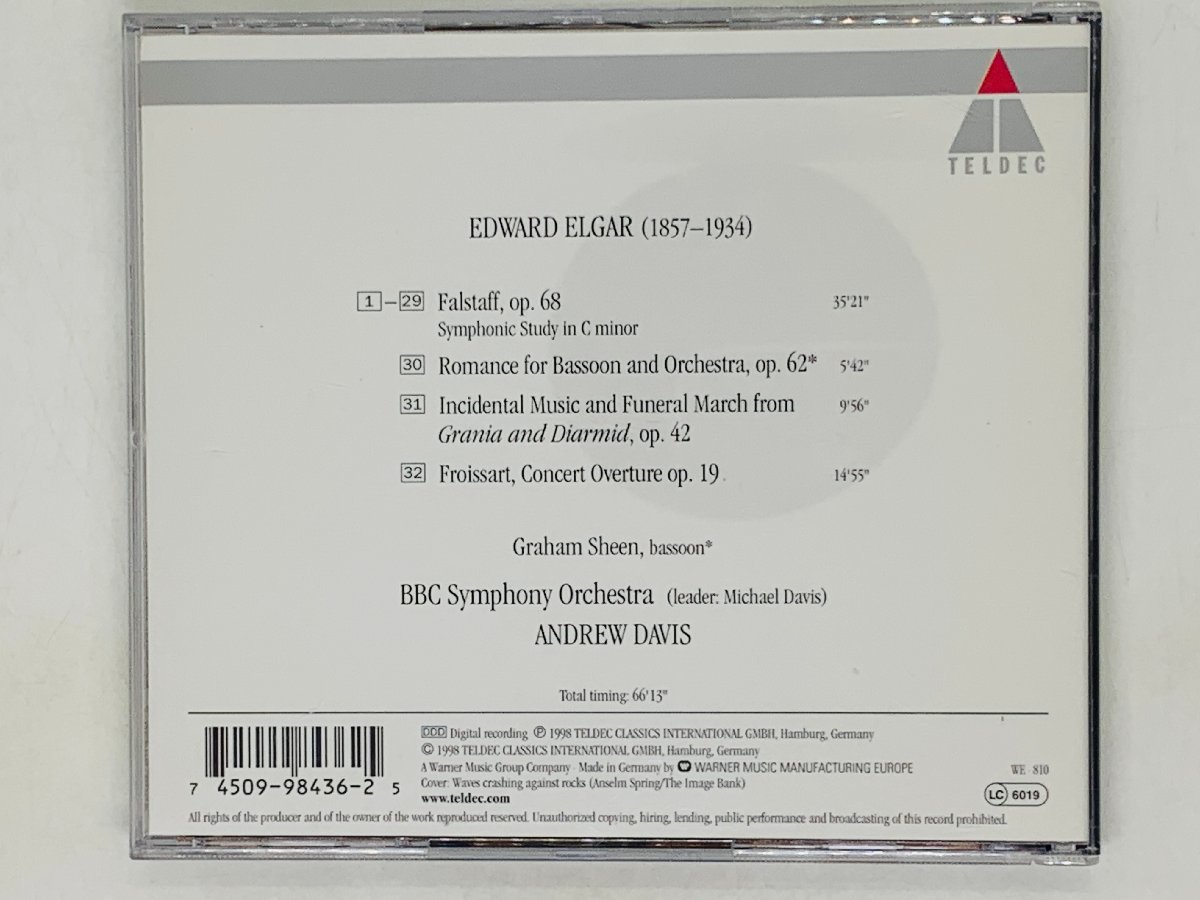 TELDEC
EDWARD ELGAR (1857–1934)
1–29 Falstaff, op. 68 35'21"
Symphonic Study in C minor
30 Romance for Bassoon and Orchestra, op. 62* 5'42"
31 Incidental Music and Funeral March from 9'56"
Grania and Diarmid, op. 42
32 Froissart, Concert Overture op. 19 14'55"
Graham Sheen, bassoon*
BBC Symphony Orchestra (leader: Michael Davis)
ANDREW DAVIS
Total timing: 66'13"
DDD Digital recording ℗ 1998 TELDEC CLASSICS INTERNATIONAL GMBH, Hamburg, Germany
© 1998 TELDEC CLASSICS INTERNATIONAL GMBH, Hamburg, Germany
A Warner Music Group Company · Made in Germany by WARNER MUSIC MANUFACTURING EUROPE
Cover: Waves crashing against rocks (Anselm Spring/The Image Bank)
www.teldec.com
7 45099-8436-2 5
WE 810
LC 6019
All rights of the producer and of the owner of the work reproduced reserved. Unauthorized copying, hiring, lending, public performance and broadcasting of this record prohibited.